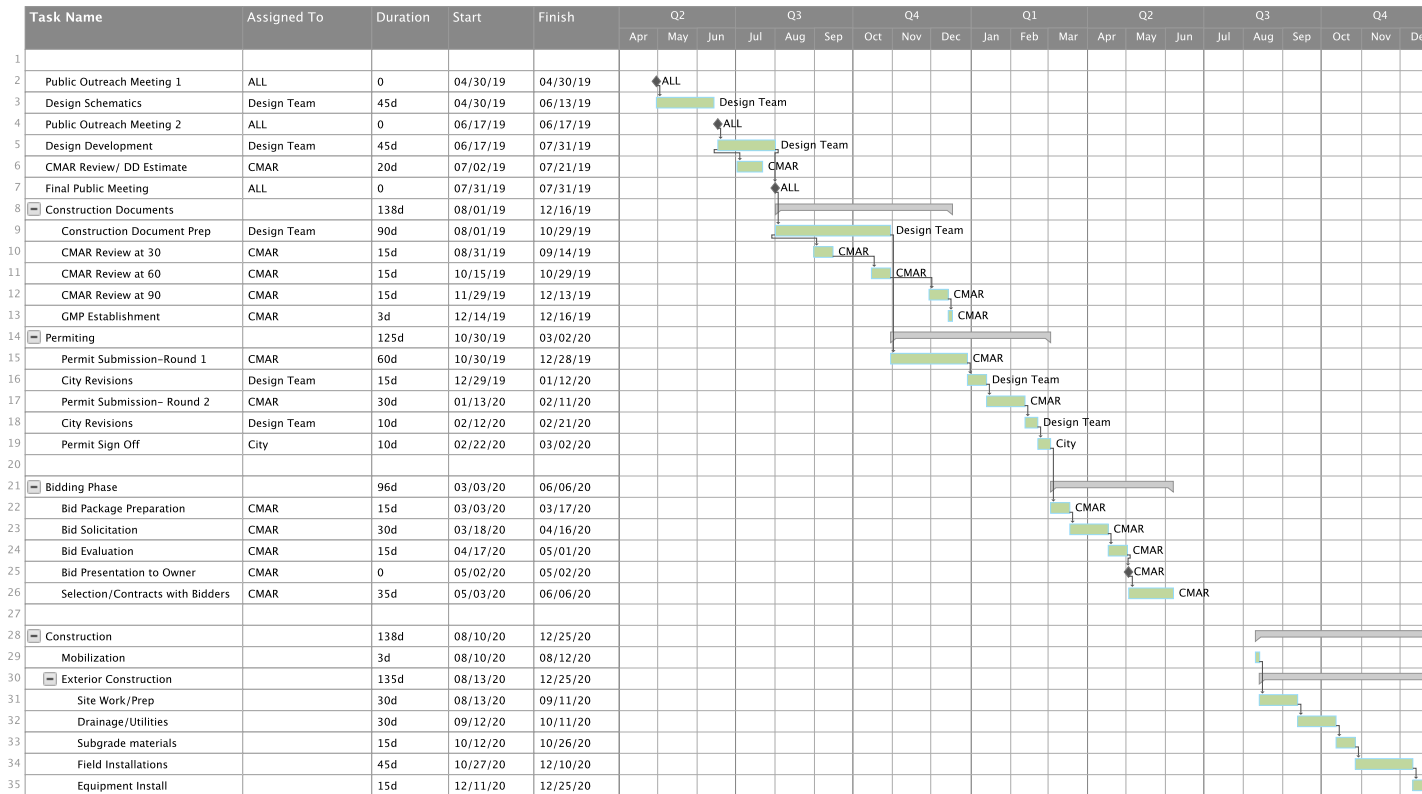 Task Name Assigned To Duration Start Finish Q2 Q3 Q4 Q1 Q2 Q3 Q4
Apr May Jun Jul Aug Sep Oct Nov Dec Jan Feb Mar Apr May Jun Jul Aug Sep Oct Nov De
1
2 Public Outreach Meeting 1 ALL 0 04/30/19 04/30/19 ALL
3 Design Schematics Design Team 45d 04/30/19 06/13/19 Design Team
4 Public Outreach Meeting 2 ALL 0 06/17/19 06/17/19 ALL
5 Design Development Design Team 45d 06/17/19 07/31/19 Design Team
6 CMAR Review/ DD Estimate CMAR 20d 07/02/19 07/21/19 CMAR
7 Final Public Meeting ALL 0 07/31/19 07/31/19 ALL
8 Construction Documents 138d 08/01/19 12/16/19
9 Construction Document Prep Design Team 90d 08/01/19 10/29/19 Design Team
10 CMAR Review at 30 CMAR 15d 08/31/19 09/14/19 CMAR
11 CMAR Review at 60 CMAR 15d 10/15/19 10/29/19 CMAR
12 CMAR Review at 90 CMAR 15d 11/29/19 12/13/19 CMAR
13 GMP Establishment CMAR 3d 12/14/19 12/16/19 CMAR
14 Permiting 125d 10/30/19 03/02/20
15 Permit Submission-Round 1 CMAR 60d 10/30/19 12/28/19 CMAR
16 City Revisions Design Team 15d 12/29/19 01/12/20 Design Team
17 Permit Submission- Round 2 CMAR 30d 01/13/20 02/11/20 CMAR
18 City Revisions Design Team 10d 02/12/20 02/21/20 Design Team
19 Permit Sign Off City 10d 02/22/20 03/02/20 City
20
21 Bidding Phase 96d 03/03/20 06/06/20
22 Bid Package Preparation CMAR 15d 03/03/20 03/17/20 CMAR
23 Bid Solicitation CMAR 30d 03/18/20 04/16/20 CMAR
24 Bid Evaluation CMAR 15d 04/17/20 05/01/20 CMAR
25 Bid Presentation to Owner CMAR 0 05/02/20 05/02/20 CMAR
26 Selection/Contracts with Bidders CMAR 35d 05/03/20 06/06/20 CMAR
27
28 Construction 138d 08/10/20 12/25/20
29 Mobilization 3d 08/10/20 08/12/20
30 Exterior Construction 135d 08/13/20 12/25/20
31 Site Work/Prep 30d 08/13/20 09/11/20
32 Drainage/Utilities 30d 09/12/20 10/11/20
33 Subgrade materials 15d 10/12/20 10/26/20
34 Field Installations 45d 10/27/20 12/10/20
35 Equipment Install 15d 12/11/20 12/25/20